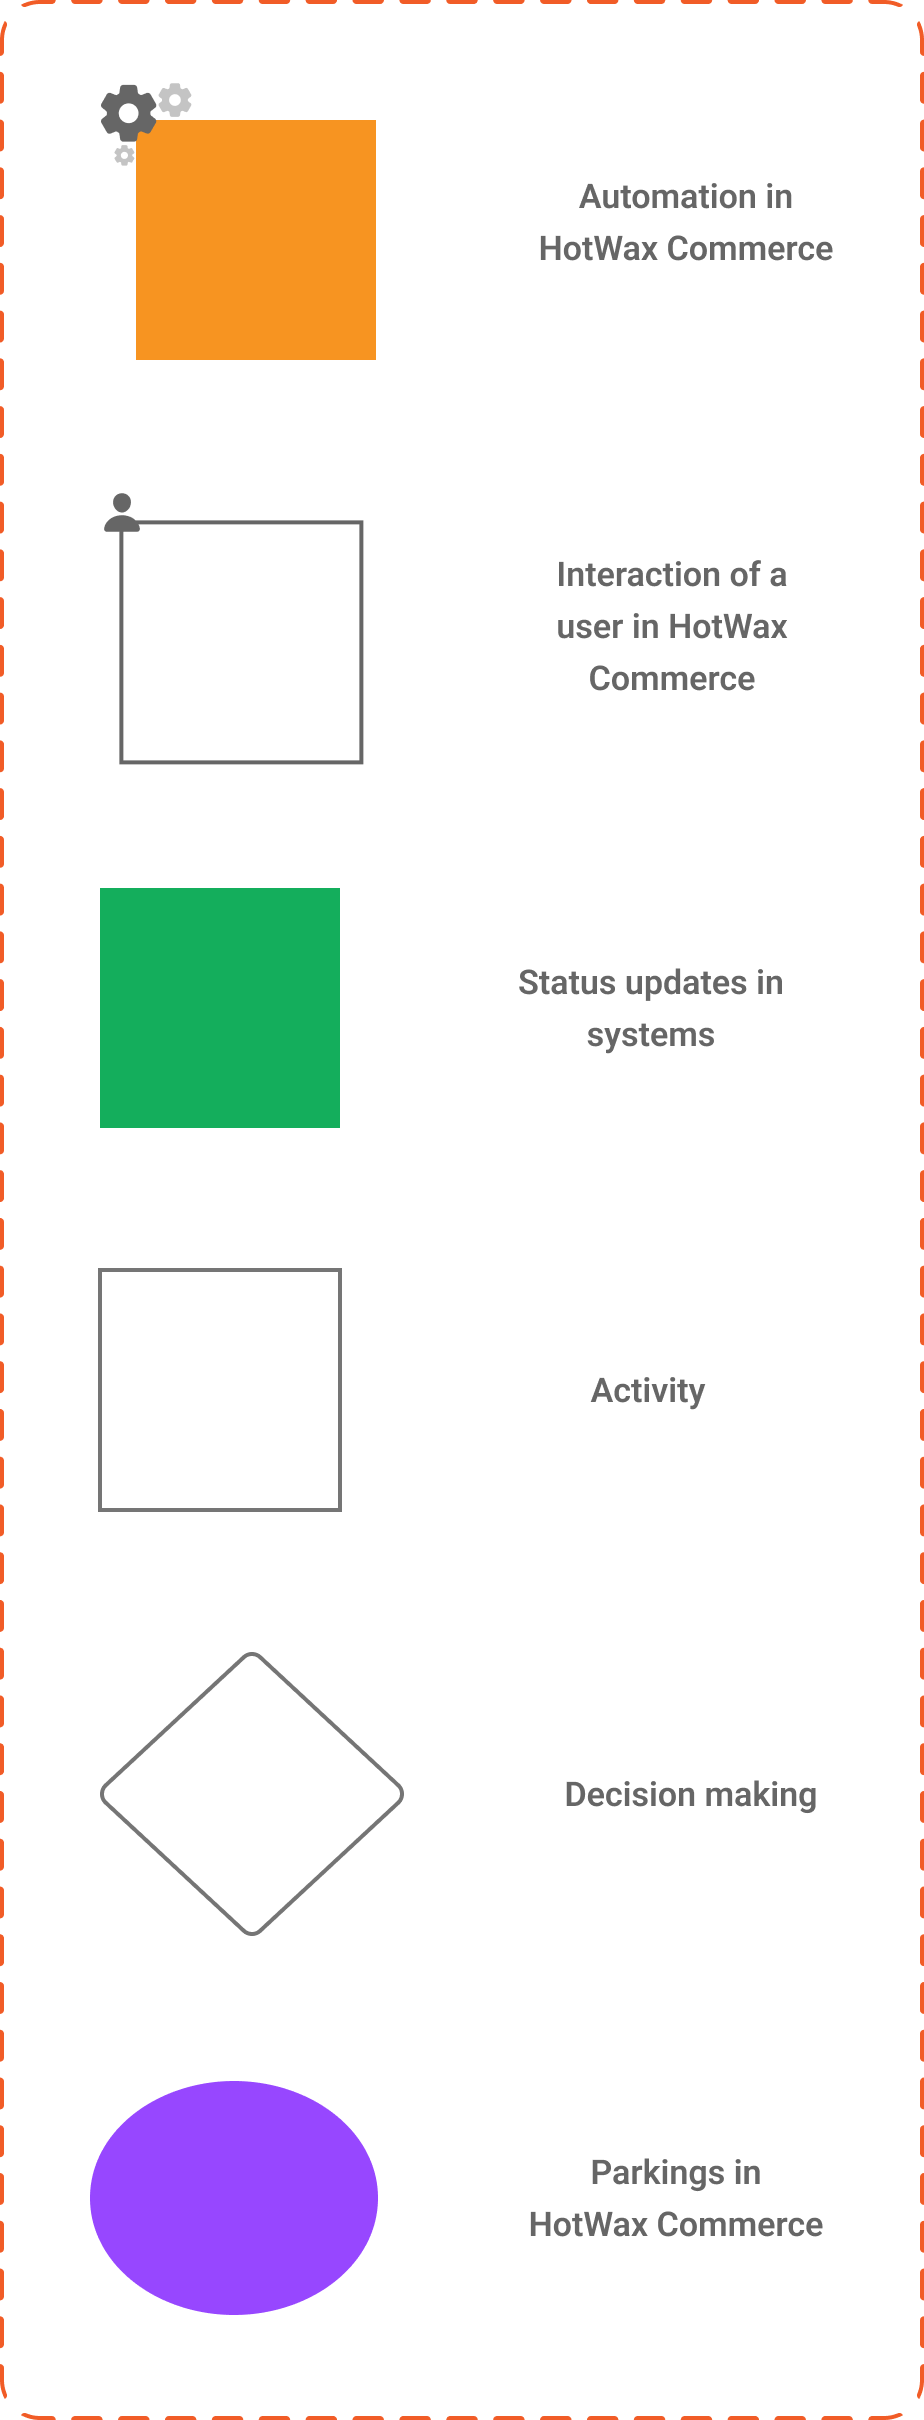 Automation in
HotWax Commerce
Interaction of a
user in HotWax
Commerce
Status updates in
systems
Activity
Decision making
Parkings in
HotWax Commerce